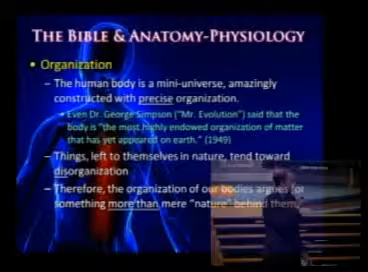 THE BIBLE & ANATOMY-PHYSIOLOGY
• Organization
– The human body is a mini-universe, amazingly
constructed with precise organization.
• Even Dr. George Simpson ("Mr. Evolution") said that the
body is "the most highly endowed organization of matter
that has yet appeared on earth." (1949)
– Things, left to themselves in nature, tend toward
disorganization
– Therefore, the organization of our bodies argues for
something more than mere "nature" behind them.